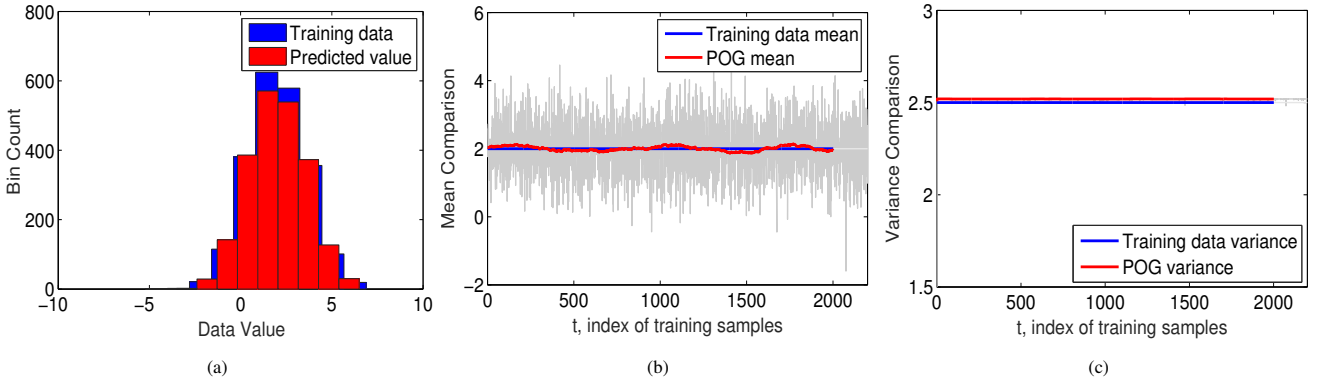 800
600
400
200
0
−10
−5
0
5
10
Bin Count
Data Value
Training data
Predicted value
(a)
6
4
2
0
−2
0
500
1000
1500
2000
Mean Comparison
t, index of training samples
Training data mean
POG mean
(b)
3
2.5
2
1.5
0
500
1000
1500
2000
Variance Comparison
t, index of training samples
Training data variance
POG variance
(c)